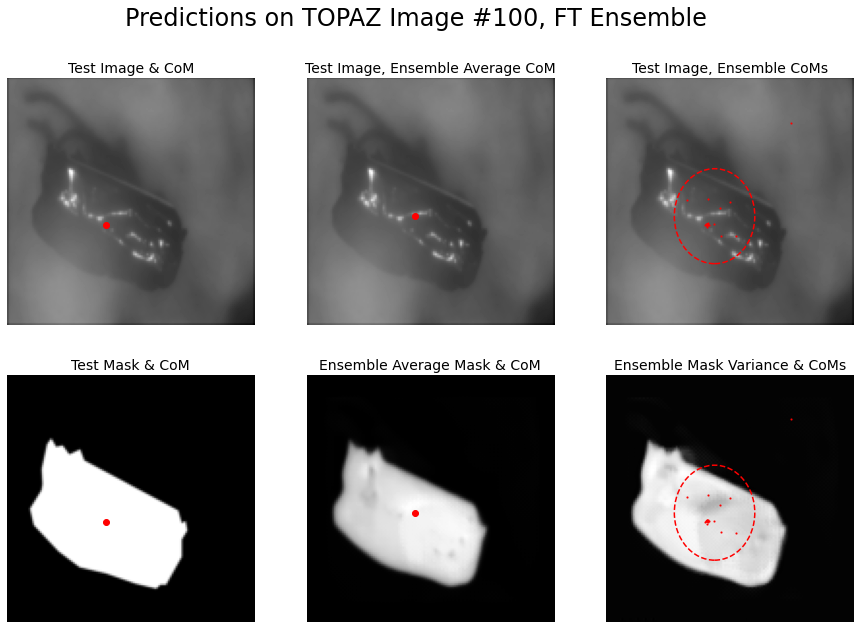 Predictions on TOPAZ Image #100, FT Ensemble
Test Image & CoM
Test Image, Ensemble Average CoM
Test Image, Ensemble CoMs
Test Mask & CoM
Ensemble Average Mask & CoM
Ensemble Mask Variance & CoMs